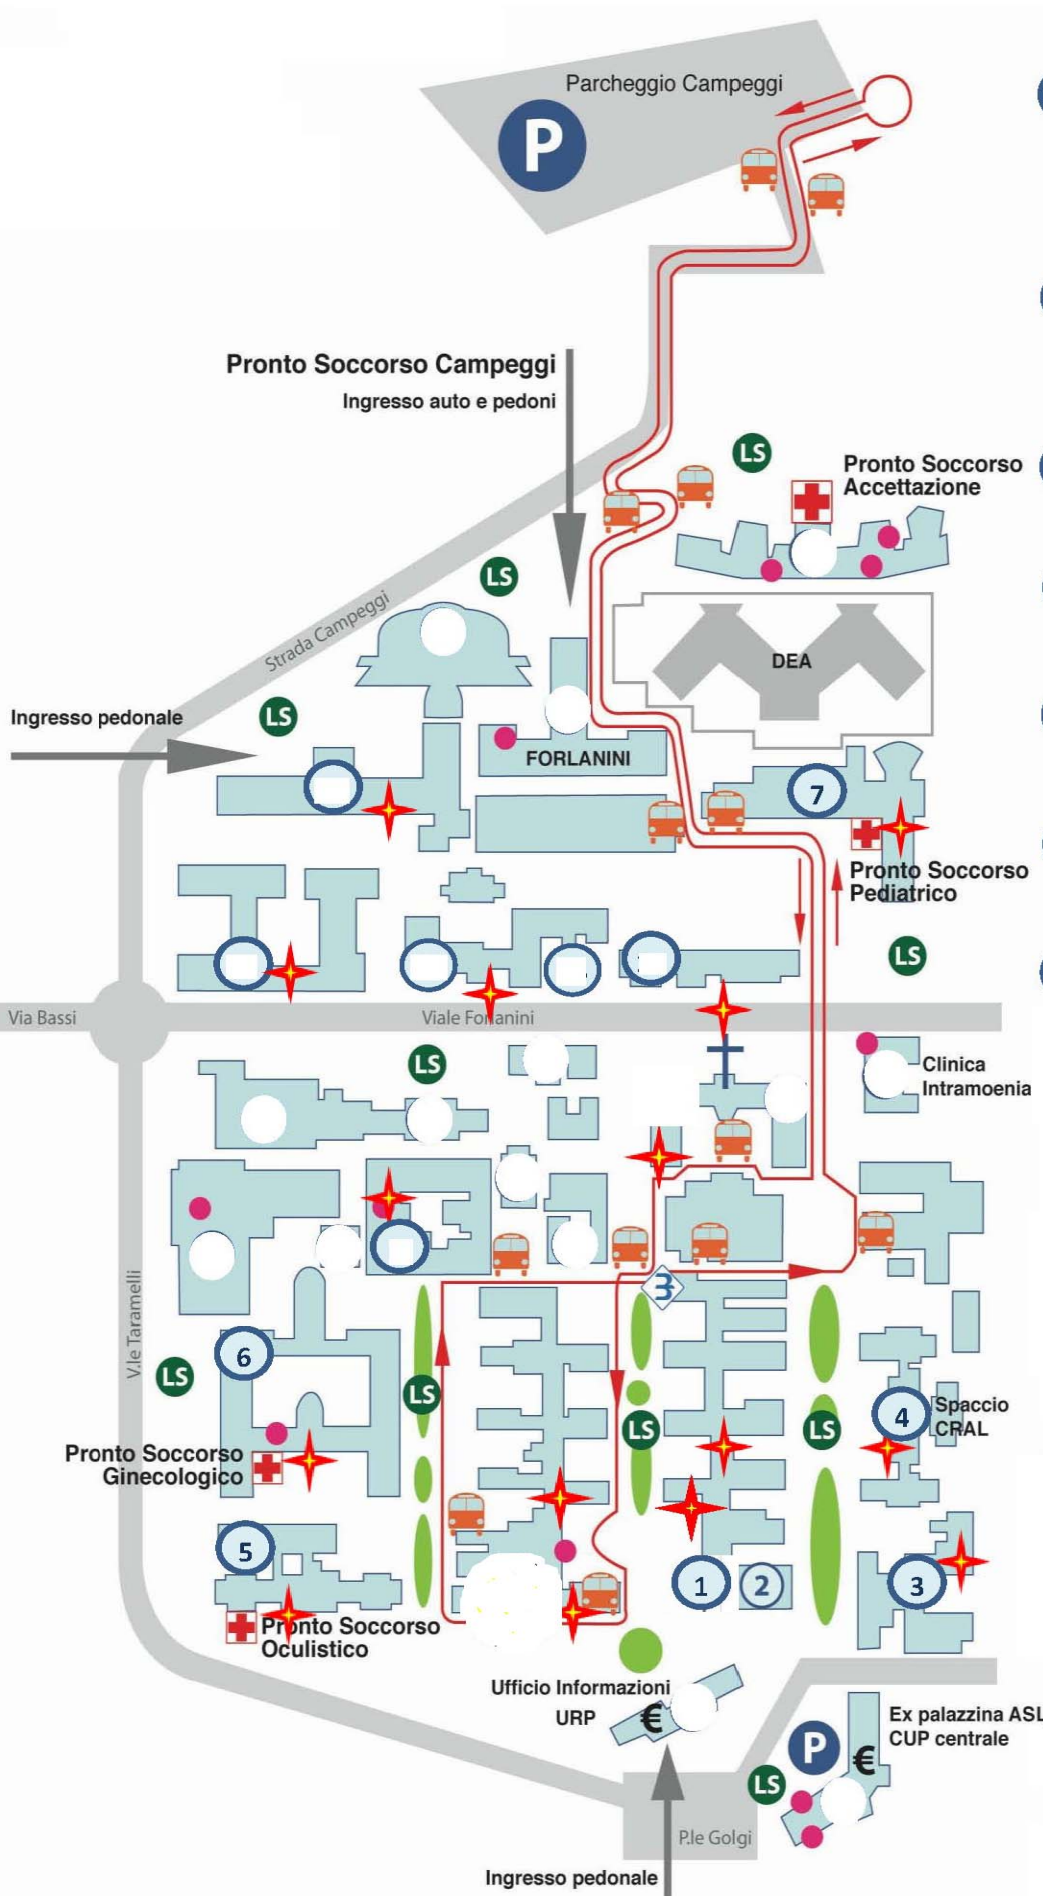 Parcheggio Campeggi
P
Pronto Soccorso Campeggi
Ingresso auto e pedoni
LS
Pronto Soccorso
Accettazione
LS
Strada Campeggi
DEA
LS
Ingresso pedonale
FORLANINI
7
Pronto Soccorso
Pediatrico
LS
Via Bassi
Viale Forlanini
LS
Clinica
Intramoenia
3
V.le Taramelli
6
LS
LS
LS
LS
4
Spaccio
CRAL
Pronto Soccorso
Ginecologico
5
1
2
3
Pronto Soccorso
Oculistico
Ufficio Informazioni
URP
€
Ex palazzina ASL
CUP centrale
P
€
LS
P.le Golgi
Ingresso pedonale